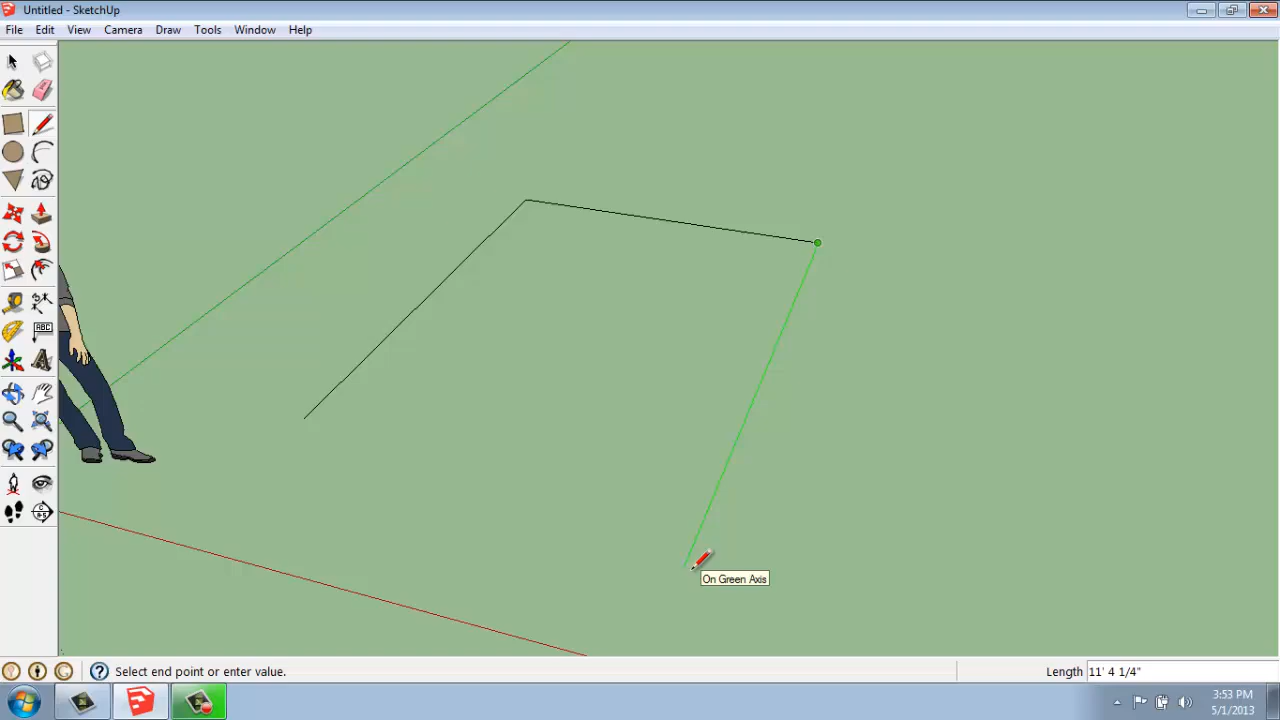 Untitled - SketchUp
File Edit View Camera Draw Tools Window Help
ABC
A
On Green Axis
Select end point or enter value.
Length 11' 4 1/4"
3:53 PM
5/1/2013